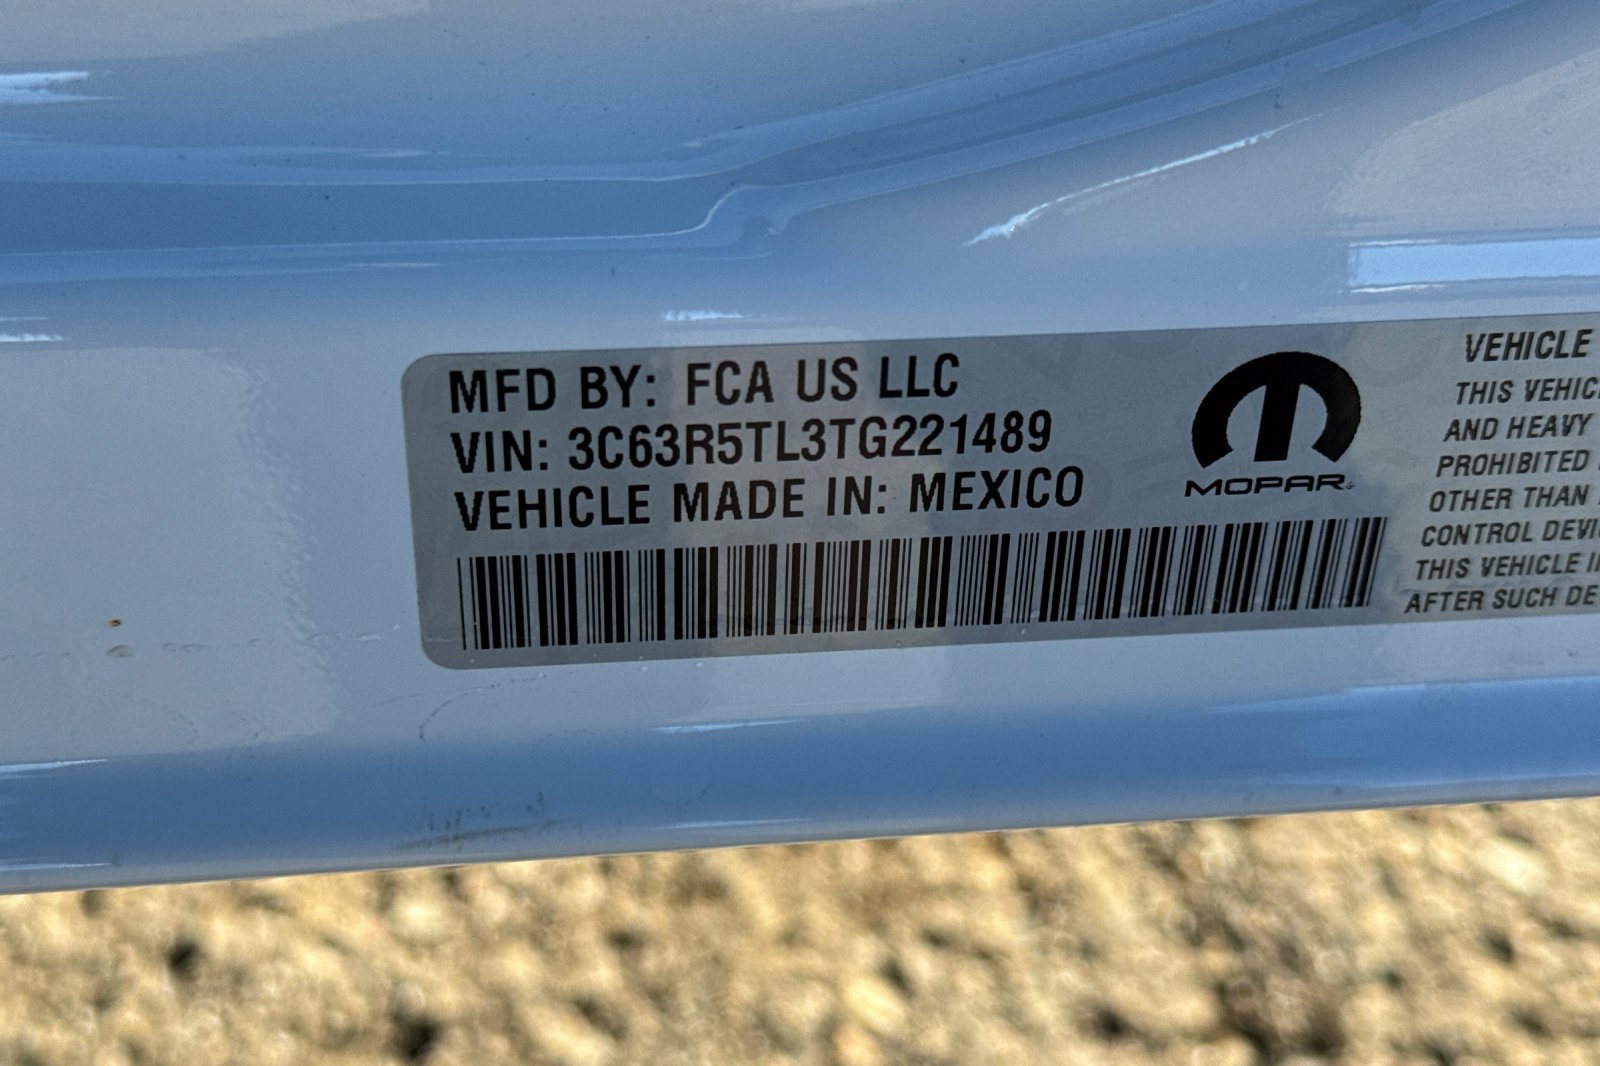 MFD BY: FCA US LLC
VIN: 3C63R5TL3TG221489
VEHICLE MADE IN: MEXICO
MOPAR
VEHICLE
THIS VEHIC
AND HEAVY
PROHIBITED
OTHER THAN
CONTROL DEVI
THIS VEHICLE
AFTER SUCH DE